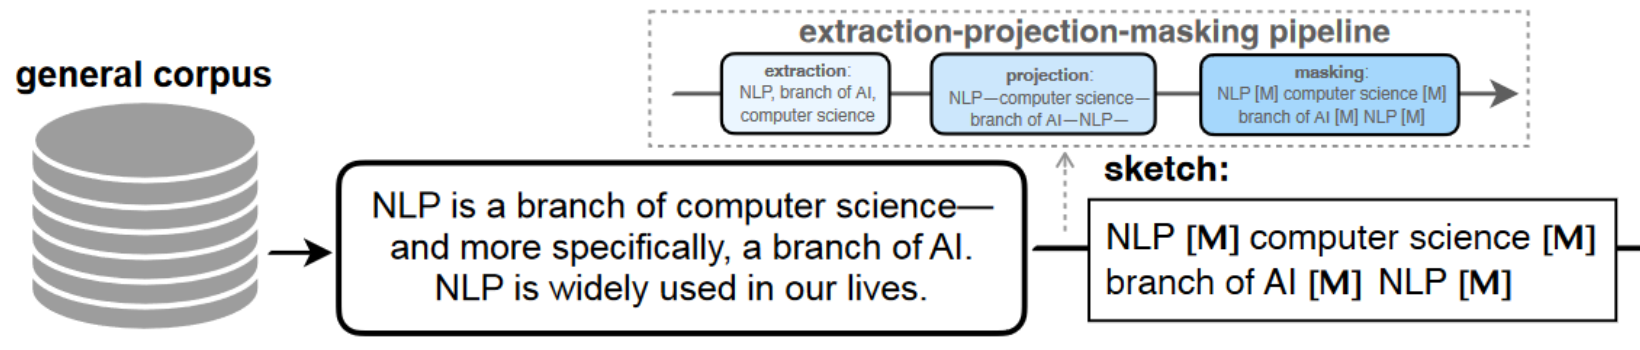 general corpus
extraction-projection-masking pipeline
extraction:
NLP, branch of AI,
computer science
projection:
NLP—computer science—
branch of AI—NLP—
masking:
NLP [M] computer science [M]
branch of AI [M] NLP [M]
NLP is a branch of computer science—
and more specifically, a branch of AI.
NLP is widely used in our lives.
sketch:
NLP [M] computer science [M]
branch of AI [M] NLP [M]